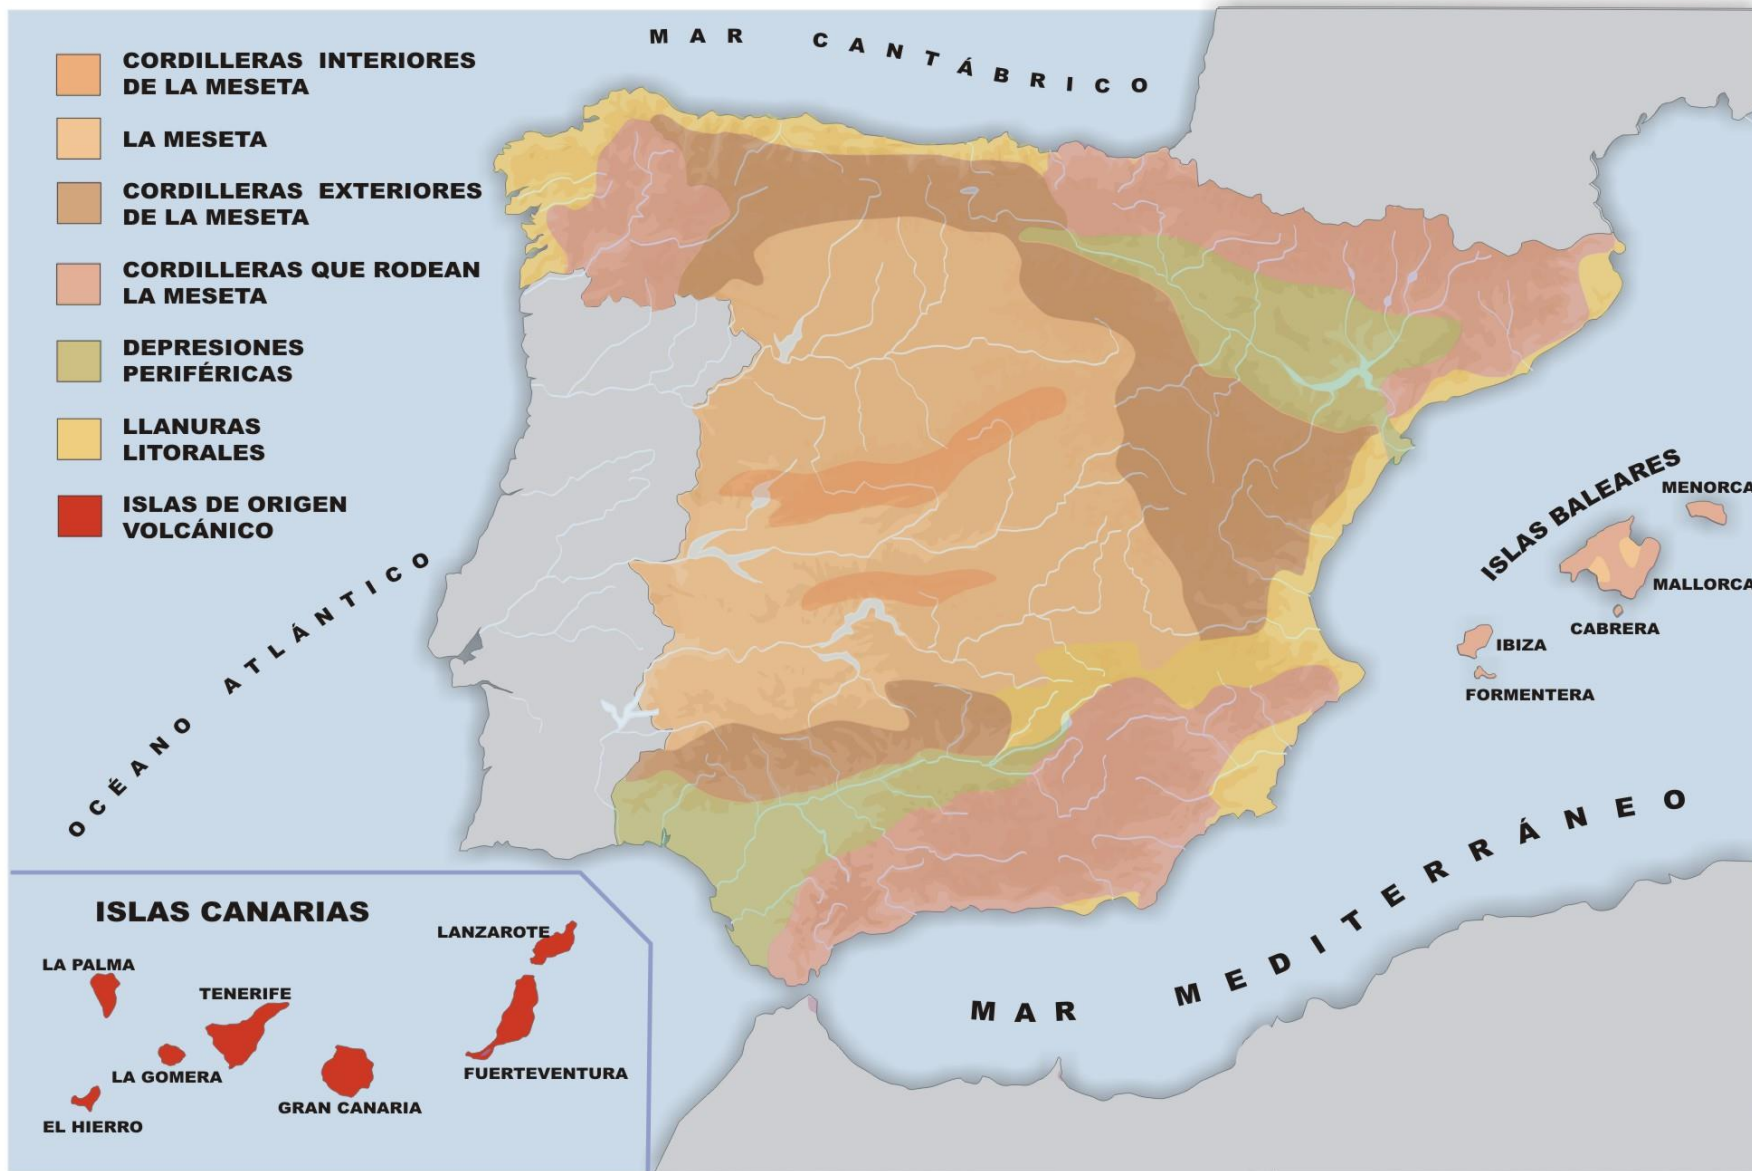 MAR CANTÁBRICO
CORDILLERAS INTERIORES
DE LA MESETA
LA MESETA
CORDILLERAS EXTERIORES
DE LA MESETA
CORDILLERAS QUE RODEAN
LA MESETA
DEPRESIONES
PERIFÉRICAS
LLANURAS
LITORALES
ISLAS DE ORIGEN
VOLCÁNICO
OCÉANO ATLÁNTICO
ISLAS BALEARES
MENORCA
MALLORCA
CABRERA
IBIZA
FORMENTERA
MAR MEDITERRÁNEO
ISLAS CANARIAS
LANZAROTE
LA PALMA
TENERIFE
LA GOMERA
FUERTEVENTURA
GRAN CANARIA
EL HIERRO